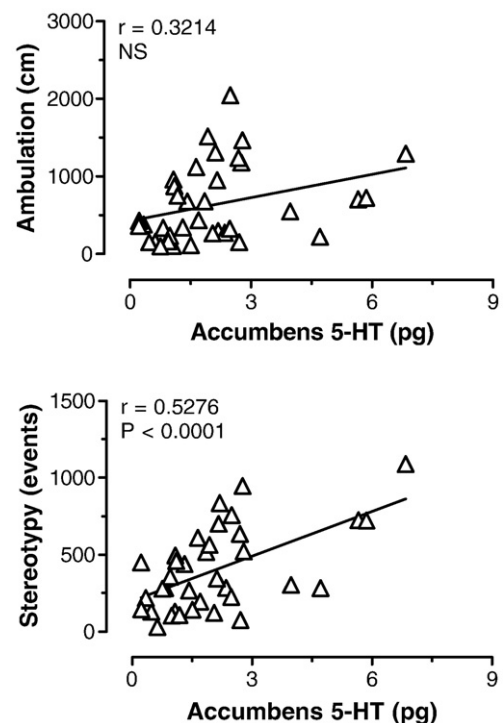 r = 0.3214
NS
Ambulation (cm)
3000
2000
1000
0
0 3 6 9
Accumbens 5-HT (pg)
r = 0.5276
P < 0.0001
Stereotypy (events)
1500
1000
500
0
0 3 6 9
Accumbens 5-HT (pg)